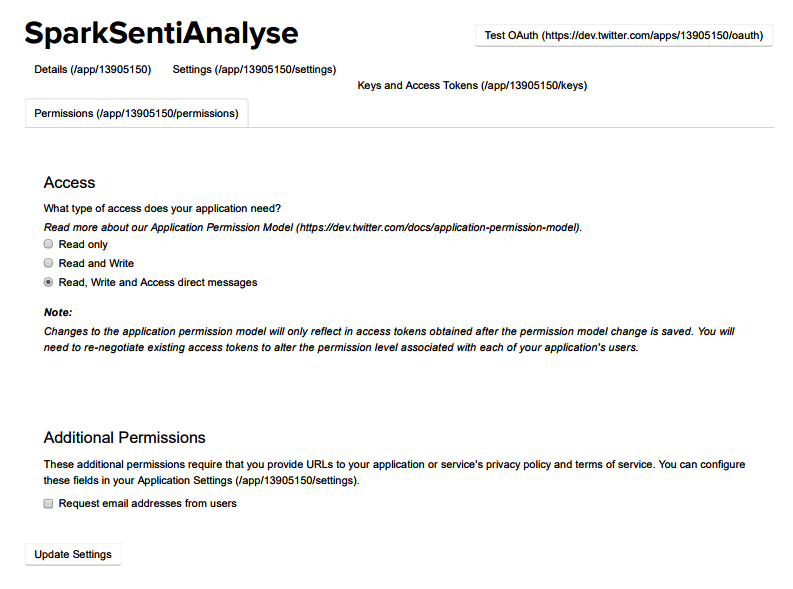 SparkSentiAnalyse
Test OAuth (https://dev.twitter.com/apps/13905150/oauth)
Details (/app/13905150)
Settings (/app/13905150/settings)
Keys and Access Tokens (/app/13905150/keys)
Permissions (/app/13905150/permissions)
Access
What type of access does your application need?
Read more about our Application Permission Model (https://dev.twitter.com/docs/application-permission-model).
Read only
Read and Write
Read, Write and Access direct messages
Note:
Changes to the application permission model will only reflect in access tokens obtained after the permission model change is saved. You will
need to re-negotiate existing access tokens to alter the permission level associated with each of your application's users.
Additional Permissions
These additional permissions require that you provide URLs to your application or service's privacy policy and terms of service. You can configure
these fields in your Application Settings (/app/13905150/settings).
Request email addresses from users
Update Settings